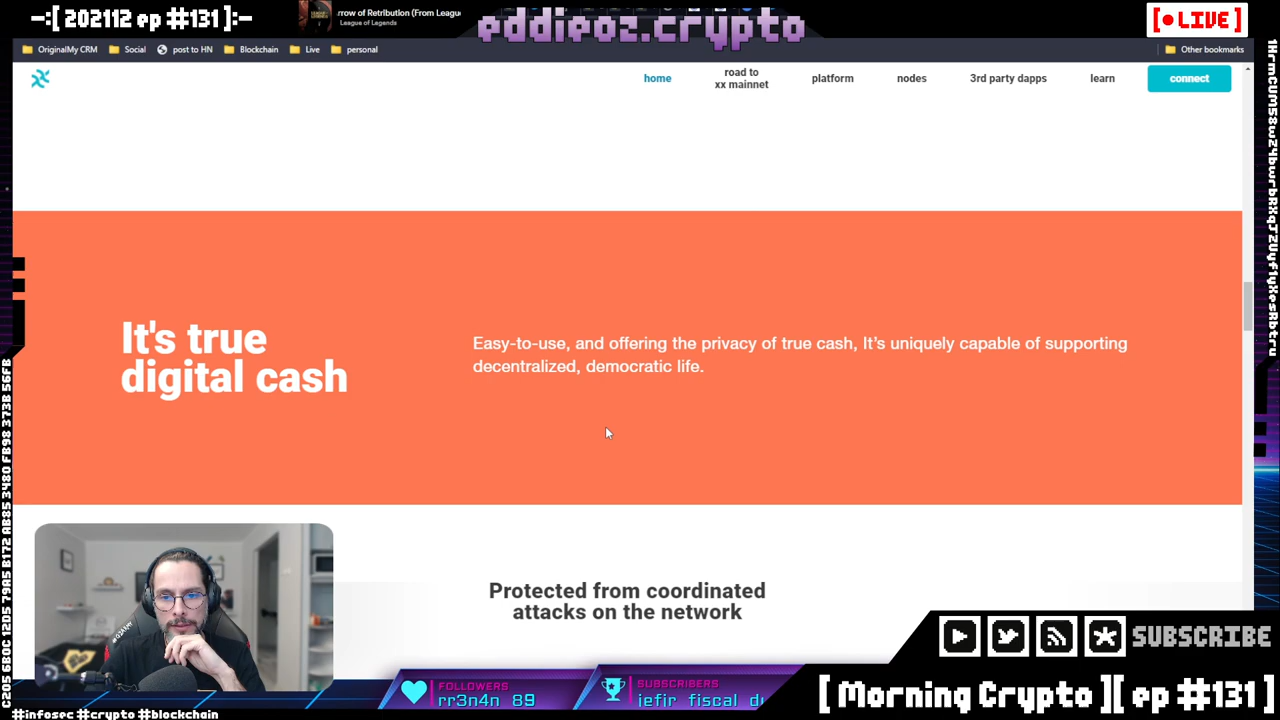 -:[ 202112 ep #131 ]:-
rrow of Retribution (From Leagu
League of Legends
eddieoz.crypto
[● LIVE ]
OriginalMy CRM
Social
post to HN
Blockchain
Live
personal
Other bookmarks
home
road to
xx mainnet
platform
nodes
3rd party dapps
learn
connect
It's true
digital cash
Easy-to-use, and offering the privacy of true cash, It's uniquely capable of supporting
decentralized, democratic life.
Protected from coordinated
attacks on the network
SUBSCRIBE
FOLLOWERS
rr3n4n 89
SUBSCRIBERS
iefir fiscal
[ Morning Crypto ][ ep #131 ]
#infosec #crypto #blockchain